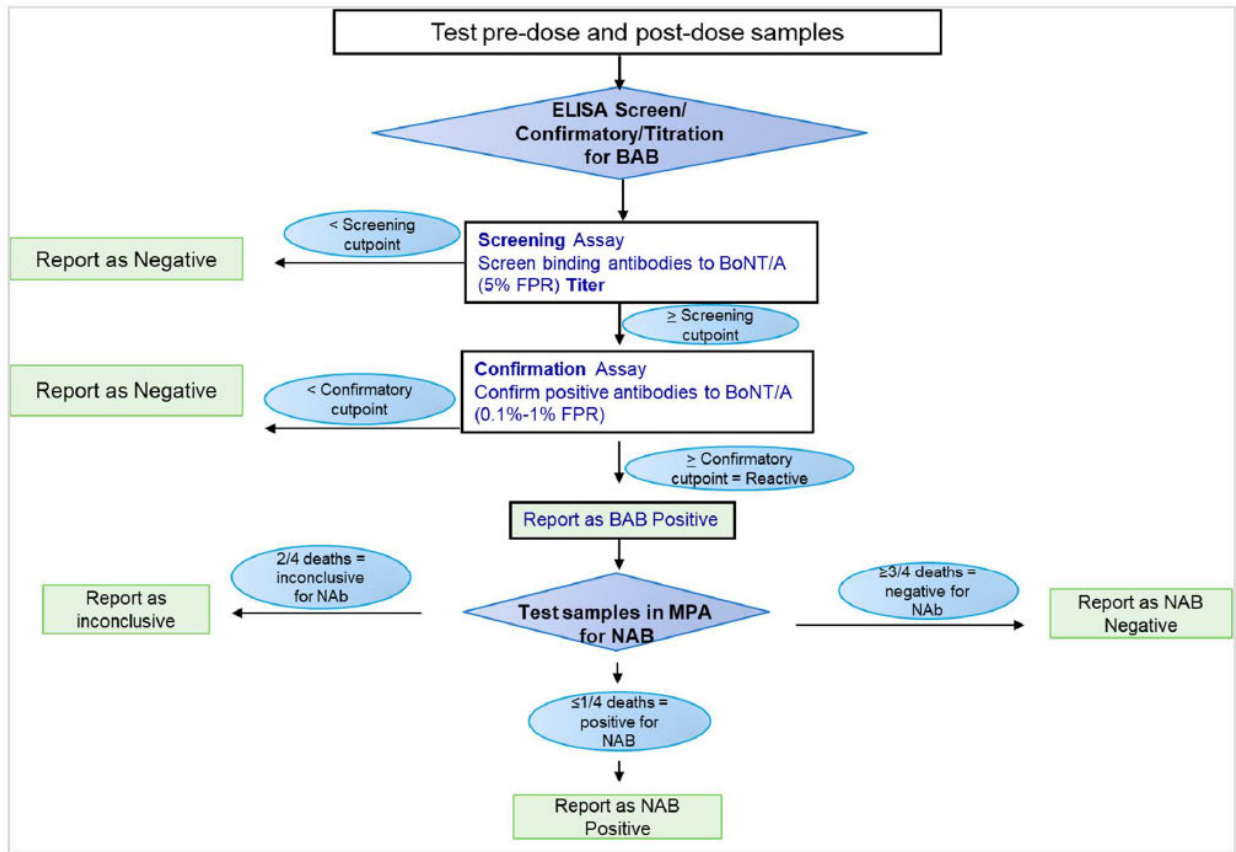 Test pre-dose and post-dose samples
ELISA Screen/
Confirmatory/Titration
for BAB
< Screening
cutpoint
Report as Negative
Screening Assay
Screen binding antibodies to BoNT/A
(5% FPR) Titer
≥ Screening
cutpoint
Report as Negative
< Confirmatory
cutpoint
Confirmation Assay
Confirm positive antibodies to BoNT/A
(0.1%-1% FPR)
≥ Confirmatory
cutpoint = Reactive
Report as BAB Positive
2/4 deaths =
inconclusive
for NAb
Report as
inconclusive
Test samples in MPA
for NAB
≥3/4 deaths =
negative for
NAb
Report as NAB
Negative
≤1/4 deaths =
positive for
NAB
Report as NAB
Positive